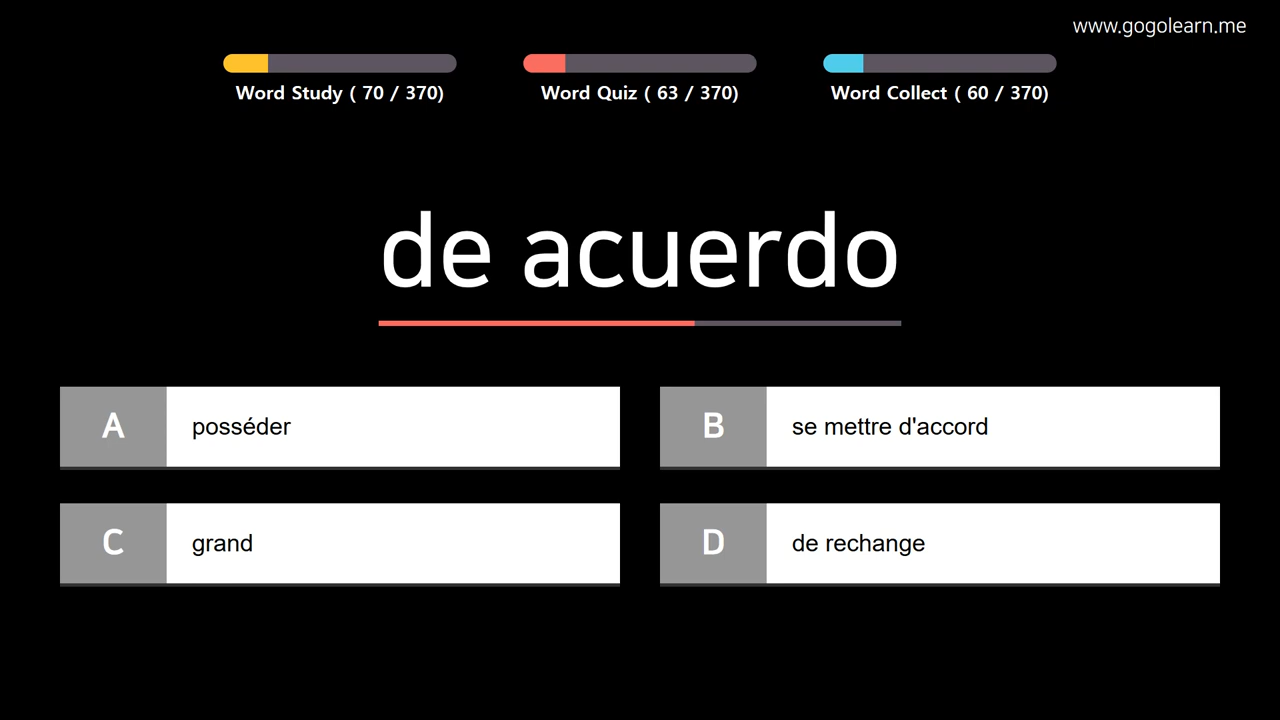 www.gogolearn.me
Word Study ( 70 / 370)
Word Quiz ( 63 / 370)
Word Collect ( 60 / 370)
de acuerdo
A posséder
B se mettre d'accord
C grand
D de rechange